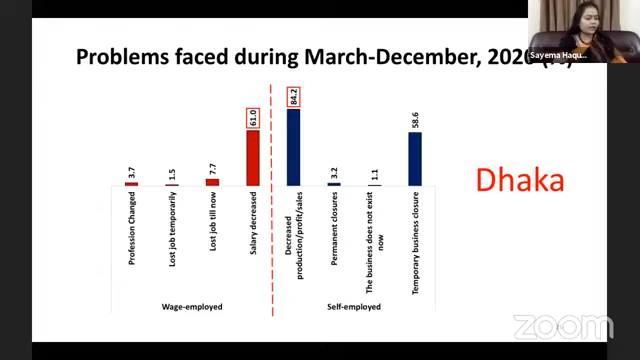 Sayema Haqu...
Problems faced during March-December, 2020 (%)
3.7
1.5
7.7
61.0
84.2
3.2
1.1
58.6
Profession Changed
Lost job temporarily
Lost job till now
Salary decreased
Decreased
production/profit/sales
Permanent closures
The business does not exist
now
Temporary business closure
Wage-employed
Self-employed
Dhaka
zoom